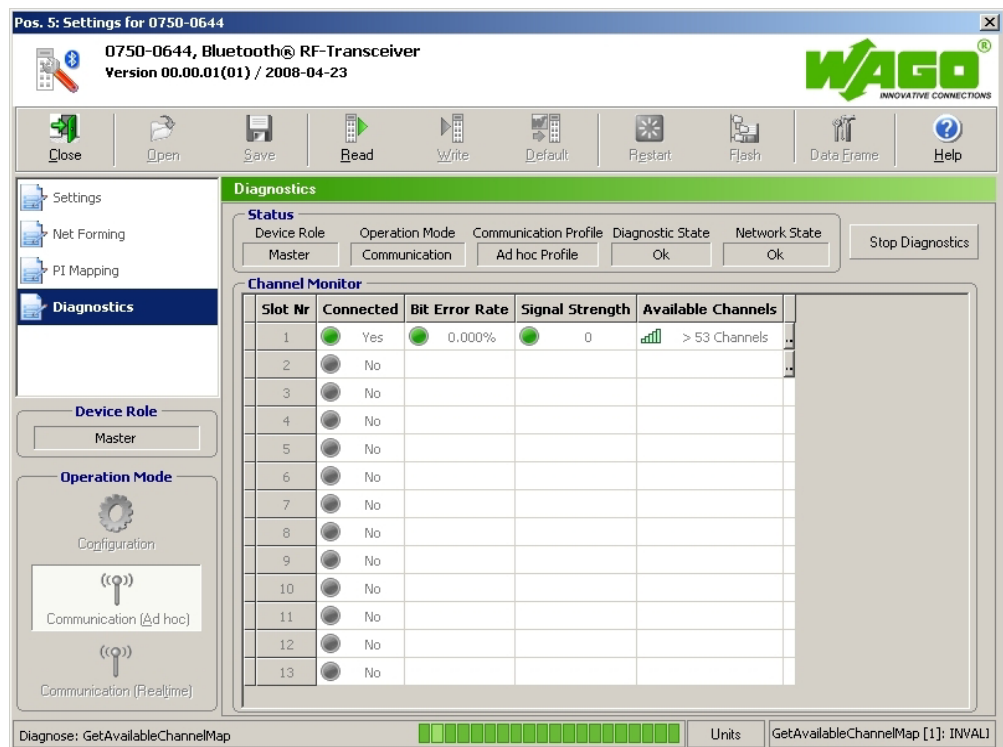 Pos. 5: Settings for 0750-0644
0750-0644, Bluetooth® RF-Transceiver
Version 00.00.01(01) / 2008-04-23
WAGO®
INNOVATIVE CONNECTIONS
Close Open Save Read Write Default Restart Flash Data Frame Help
Settings
Net Forming
PI Mapping
Diagnostics
Device Role
Master
Operation Mode
Configuration
Communication (Ad hoc)
Communication (Realtime)
Diagnostics
Status
Device Role Operation Mode Communication Profile Diagnostic State Network State
Master Communication Ad hoc Profile Ok Ok
Stop Diagnostics
Channel Monitor
Slot Nr Connected Bit Error Rate Signal Strength Available Channels
1 Yes 0.000% 0 > 53 Channels ..
2 No ..
3 No
4 No
5 No
6 No
7 No
8 No
9 No
10 No
11 No
12 No
13 No
Diagnose: GetAvailableChannelMap Units GetAvailableChannelMap [1]: INVALI